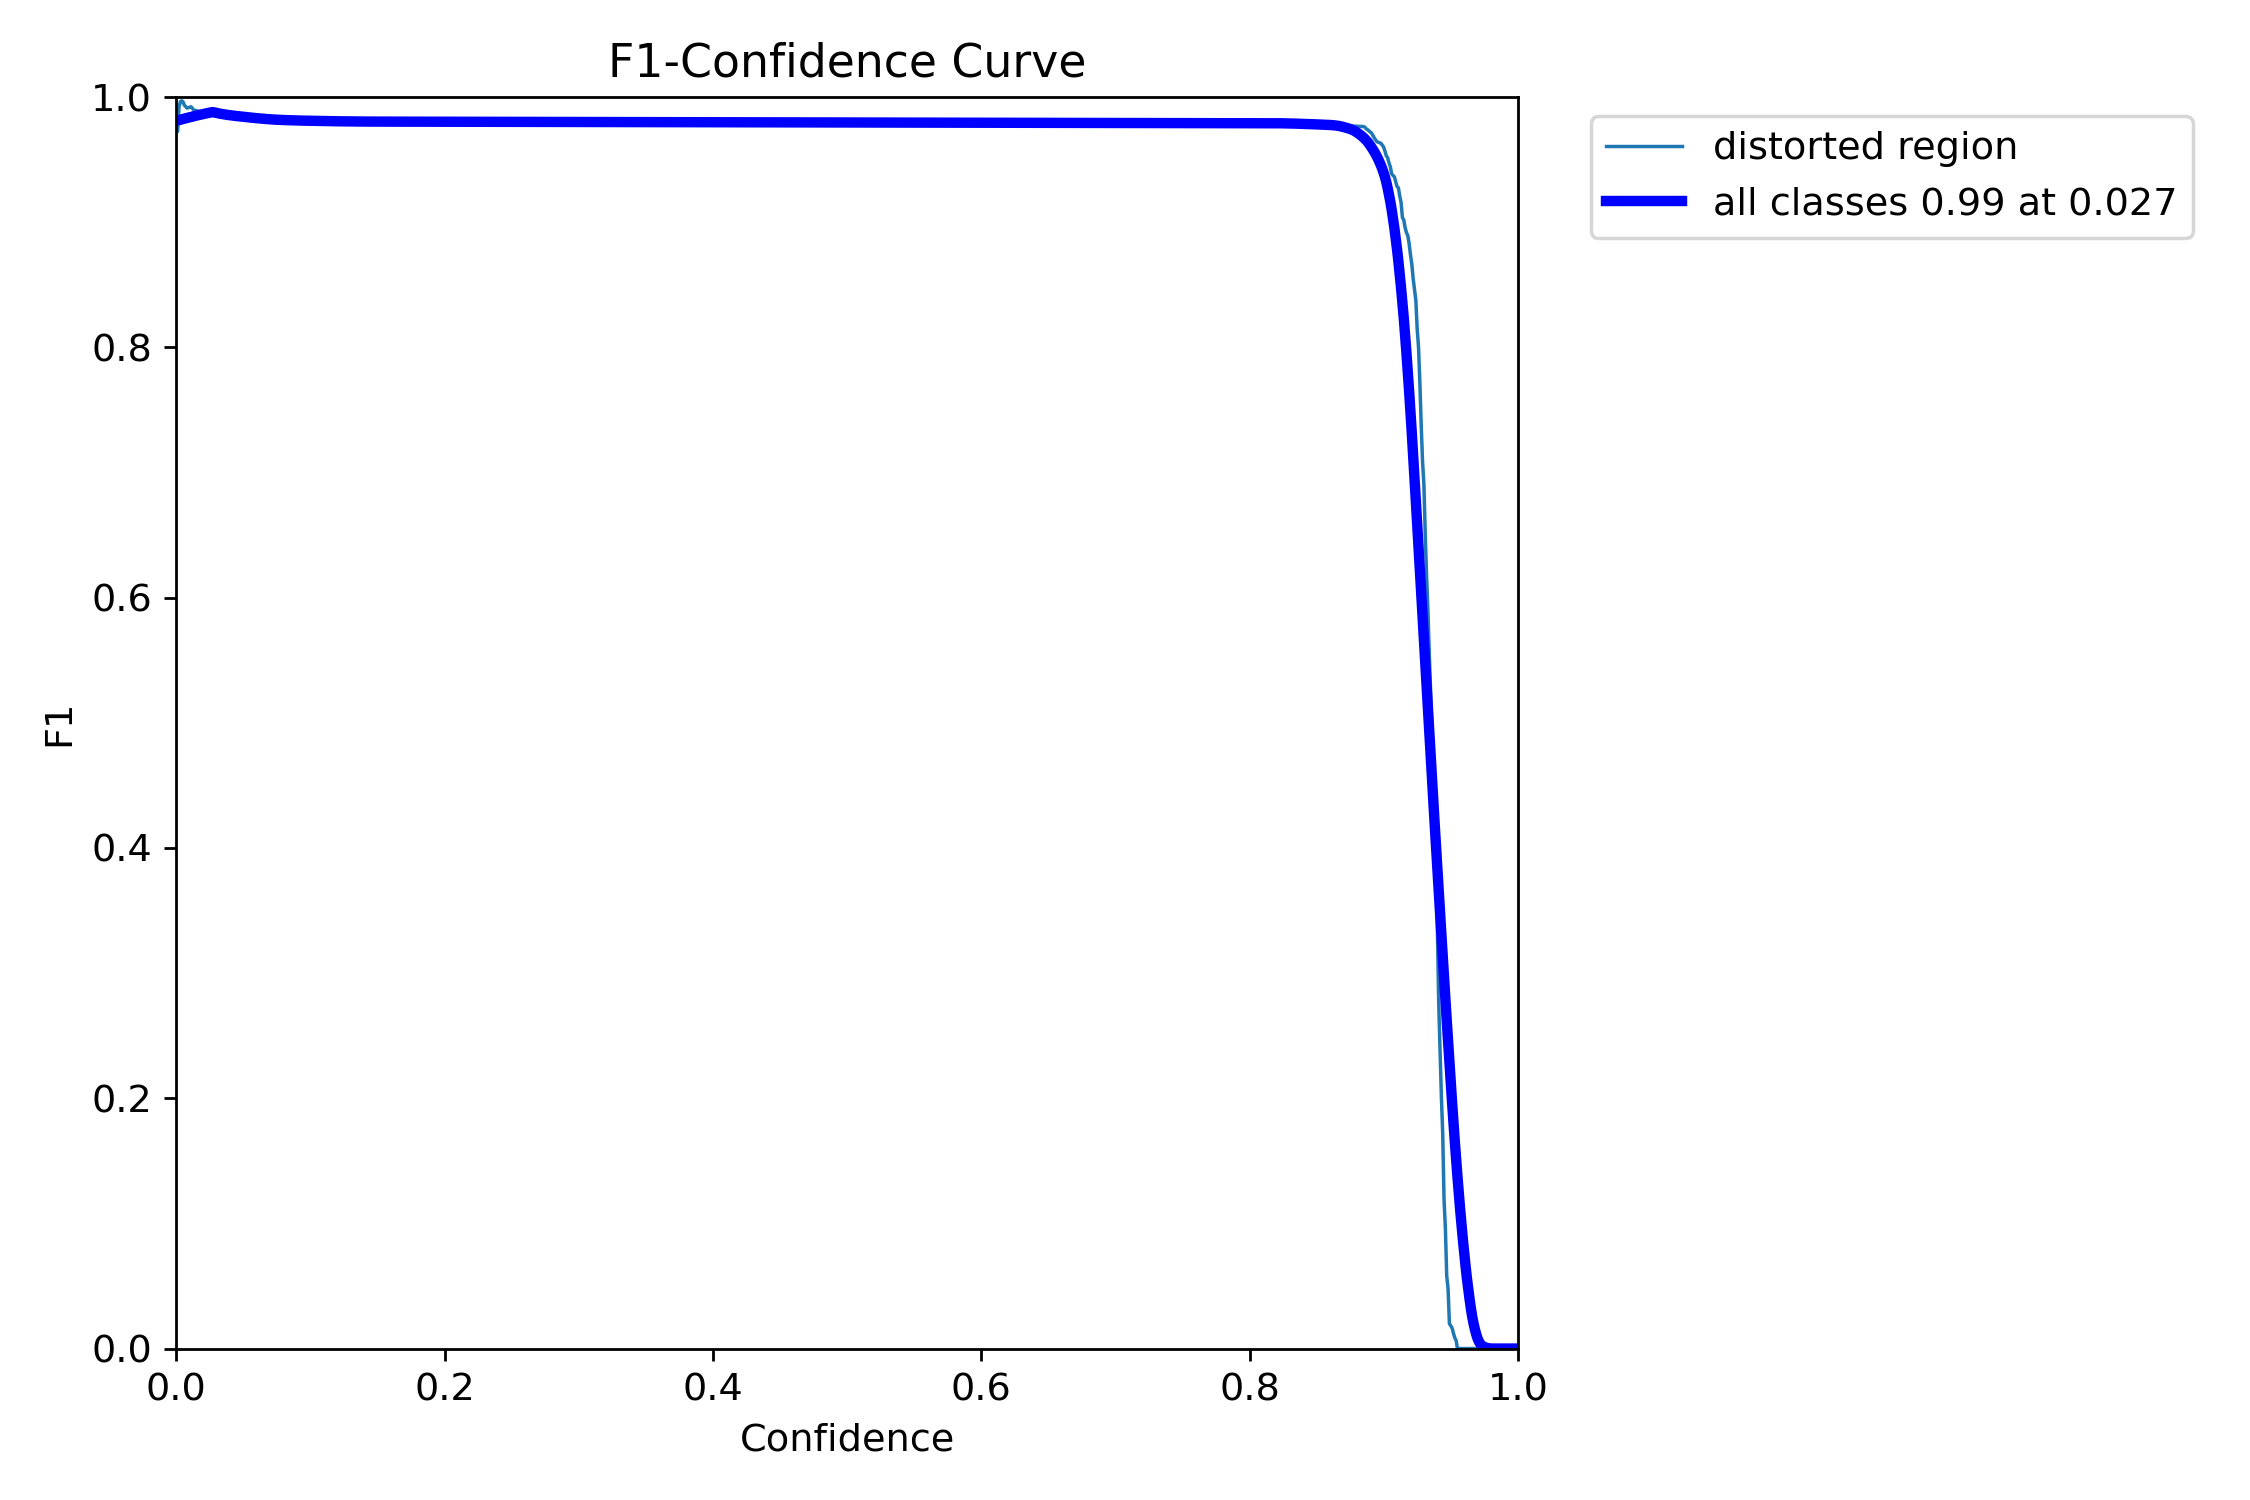 F1-Confidence Curve
1.0
0.8
0.6
0.4
0.2
0.0
F1
0.0 0.2 0.4 0.6 0.8 1.0
Confidence
distorted region
all classes 0.99 at 0.027